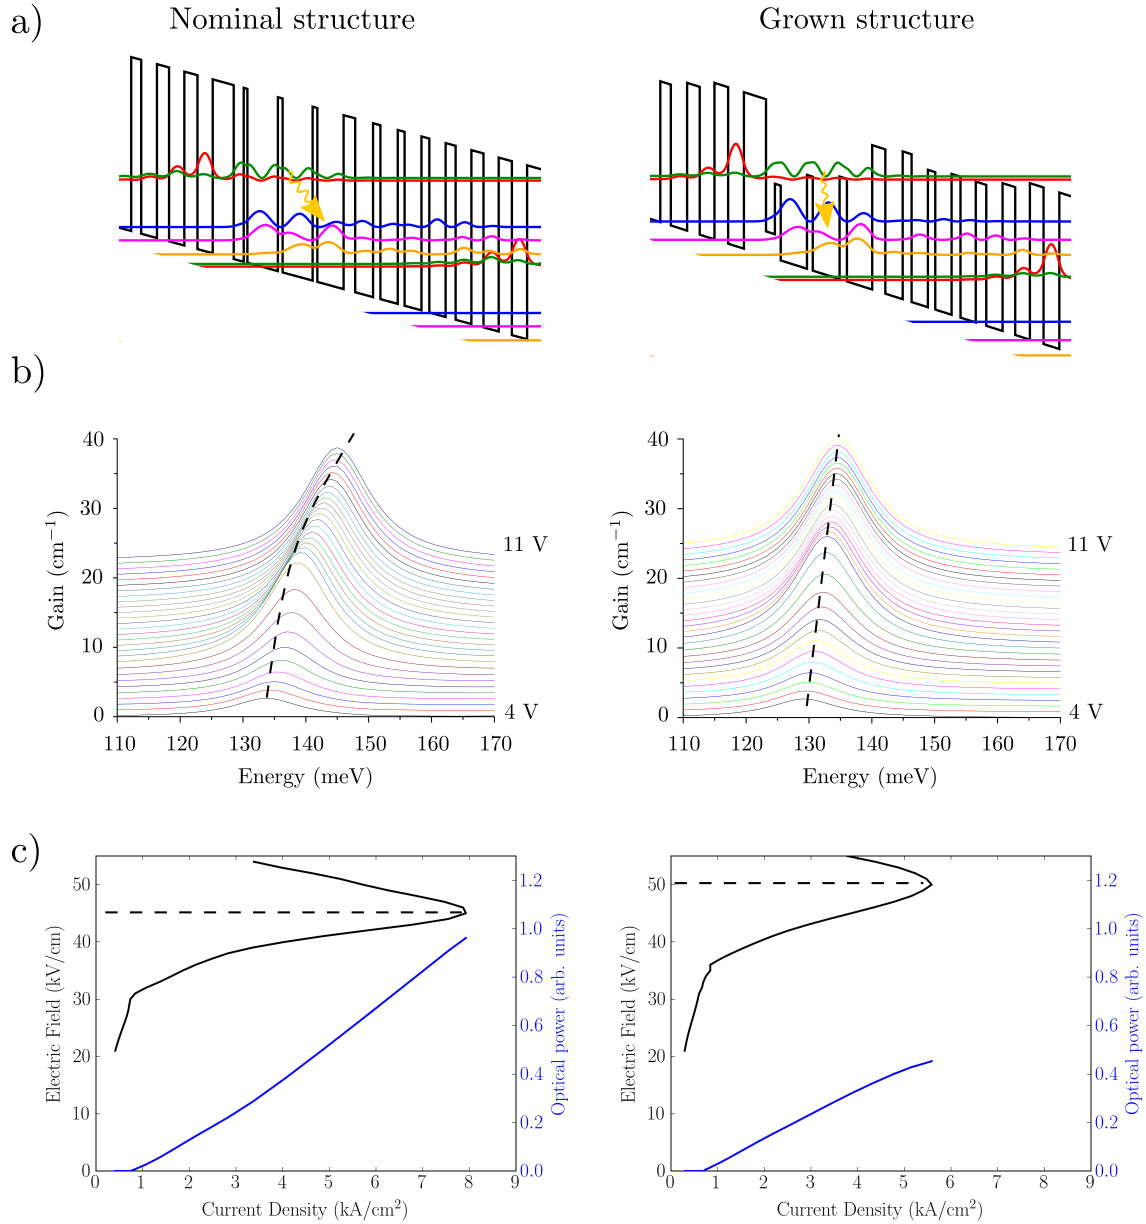 a)
Nominal structure
Grown structure
b)
40
30
20
10
0
Gain (cm⁻¹)
11 V
4 V
110 120 130 140 150 160 170
Energy (meV)
40
30
20
10
0
Gain (cm⁻¹)
11 V
4 V
110 120 130 140 150 160 170
Energy (meV)
c)
50
40
30
20
10
0
Electric Field (kV/cm)
1.2
1.0
0.8
0.6
0.4
0.2
0.0
Optical power (arb. units)
0 1 2 3 4 5 6 7 8 9
Current Density (kA/cm²)
50
40
30
20
10
0
Electric Field (kV/cm)
1.2
1.0
0.8
0.6
0.4
0.2
0.0
Optical power (arb. units)
0 1 2 3 4 5 6 7 8 9
Current Density (kA/cm²)